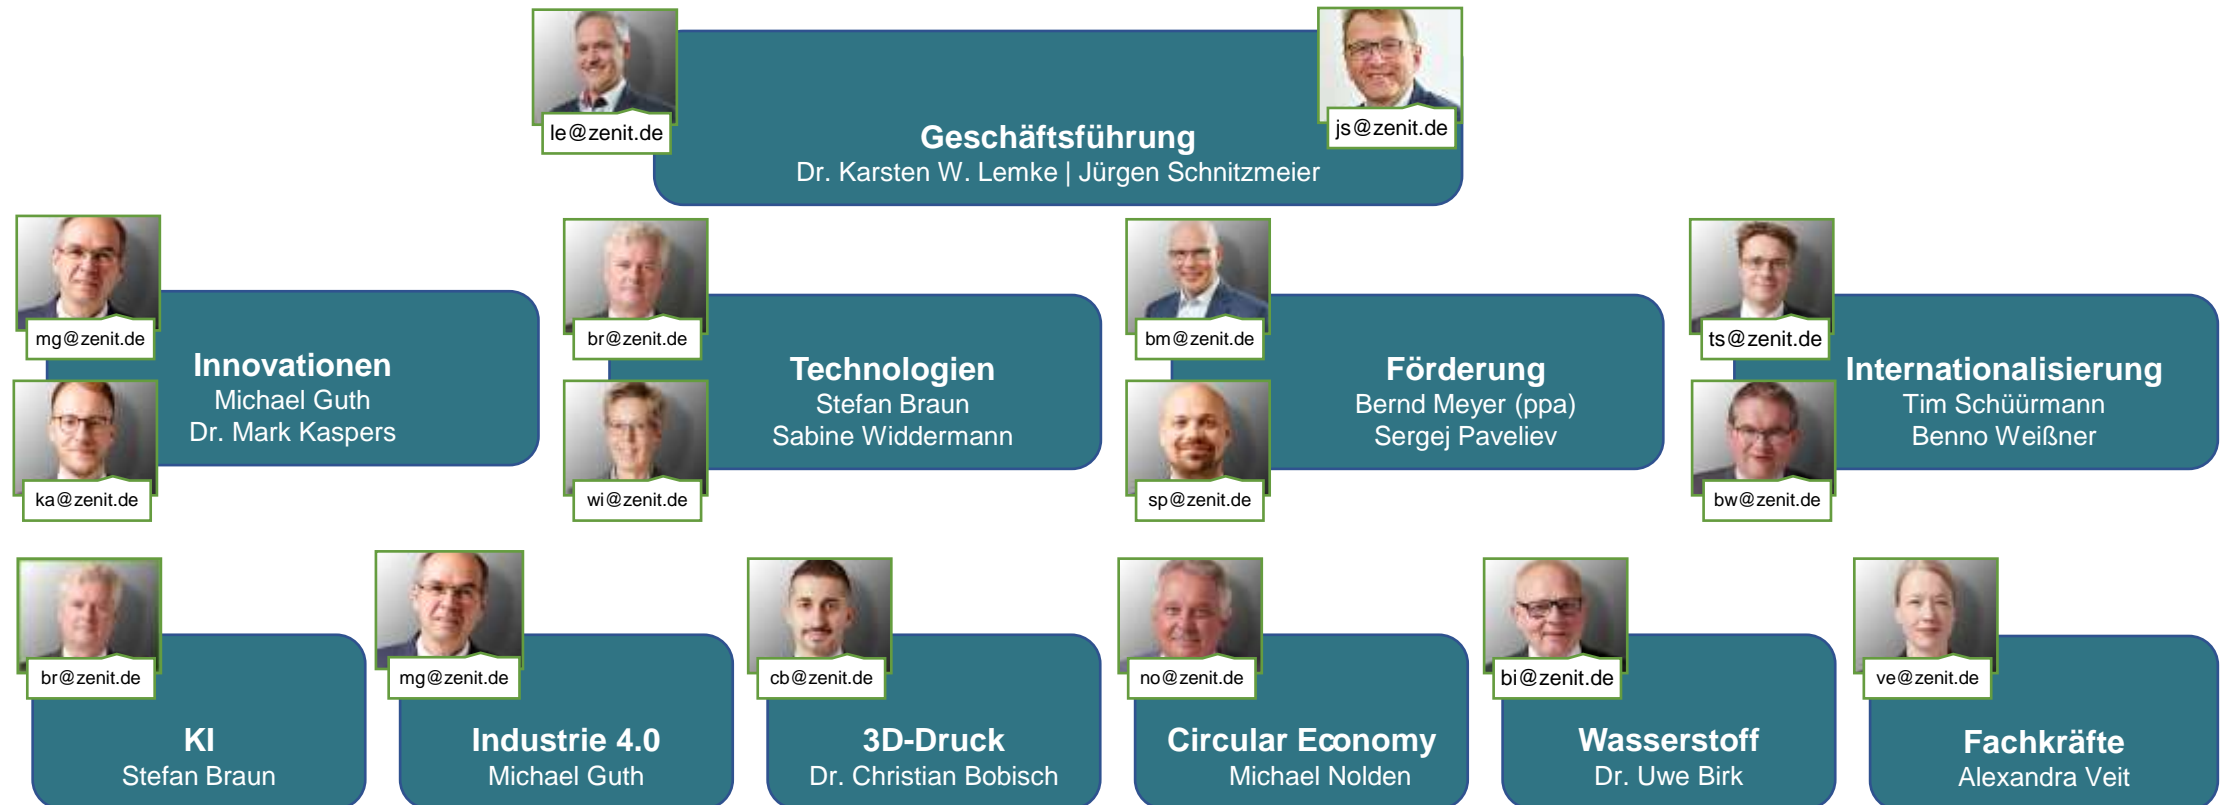 le@zenit.de
js@zenit.de
Geschäftsführung
Dr. Karsten W. Lemke | Jürgen Schnitzmeier
mg@zenit.de
Innovationen
Michael Guth
Dr. Mark Kaspers
ka@zenit.de
br@zenit.de
Technologien
Stefan Braun
Sabine Widdermann
wi@zenit.de
bm@zenit.de
Förderung
Bernd Meyer (ppa)
Sergej Paveliev
sp@zenit.de
ts@zenit.de
Internationalisierung
Tim Schüürmann
Benno Weißner
bw@zenit.de
br@zenit.de
KI
Stefan Braun
mg@zenit.de
Industrie 4.0
Michael Guth
cb@zenit.de
3D-Druck
Dr. Christian Bobisch
no@zenit.de
Circular Economy
Michael Nolden
bi@zenit.de
Wasserstoff
Dr. Uwe Birk
ve@zenit.de
Fachkräfte
Alexandra Veit